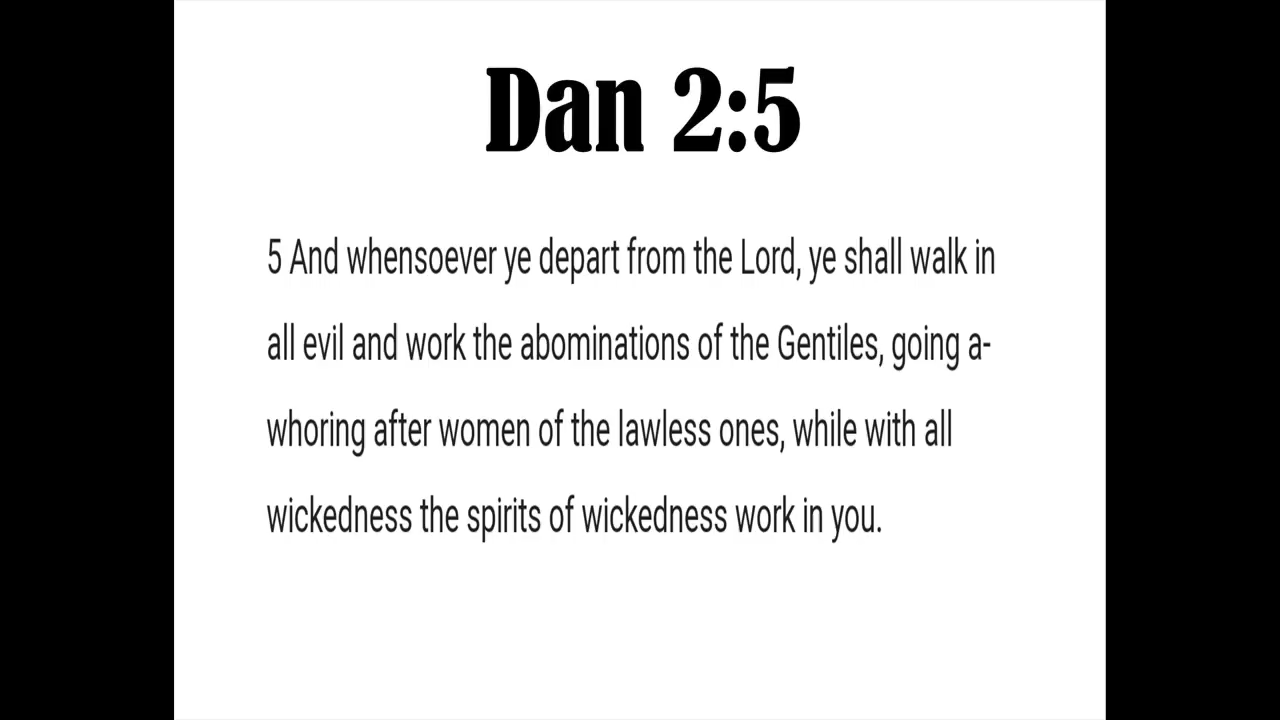 Dan 2:5
5 And whensoever ye depart from the Lord, ye shall walk in
all evil and work the abominations of the Gentiles, going a-
whoring after women of the lawless ones, while with all
wickedness the spirits of wickedness work in you.